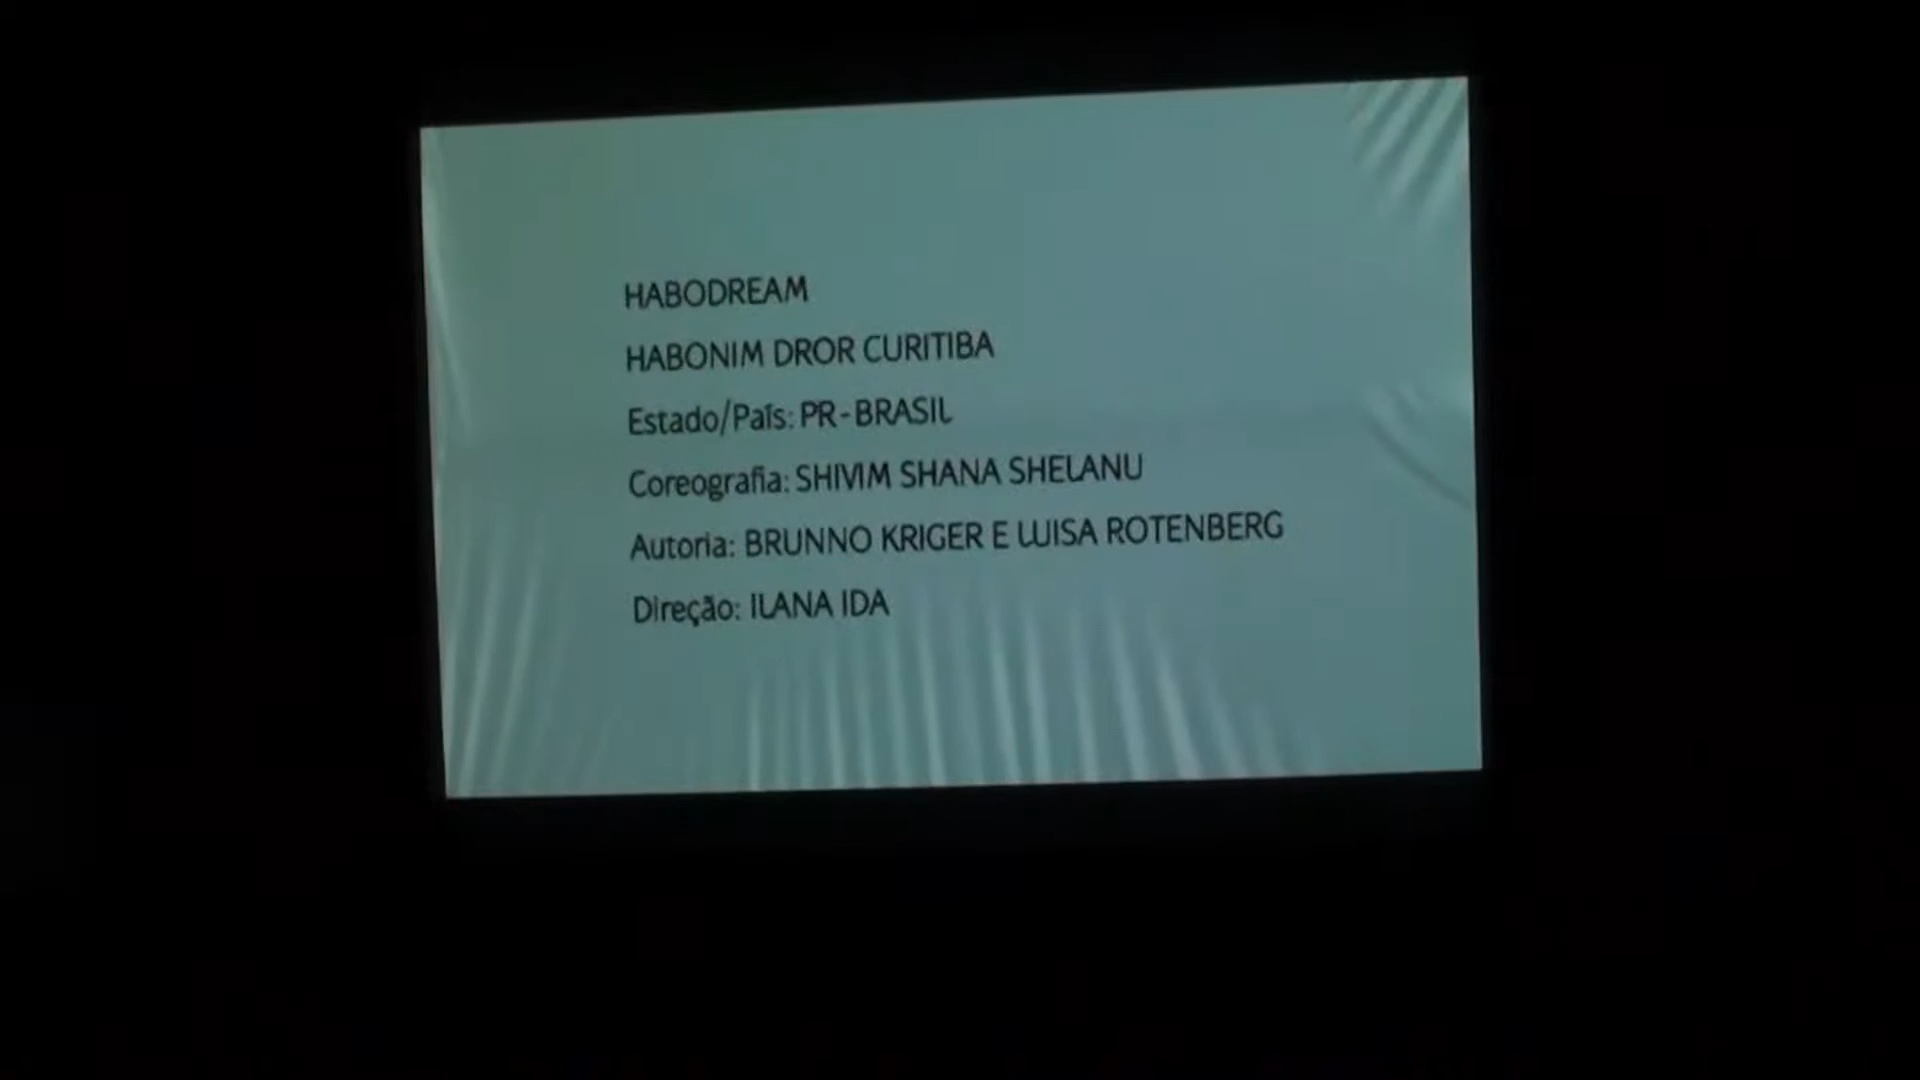 HABODREAM
HABONIM DROR CURITIBA
Estado/País: PR-BRASIL
Coreografia: SHIVIM SHANA SHELANU
Autoria: BRUNNO KRIGER E LUISA ROTENBERG
Direção: ILANA IDA